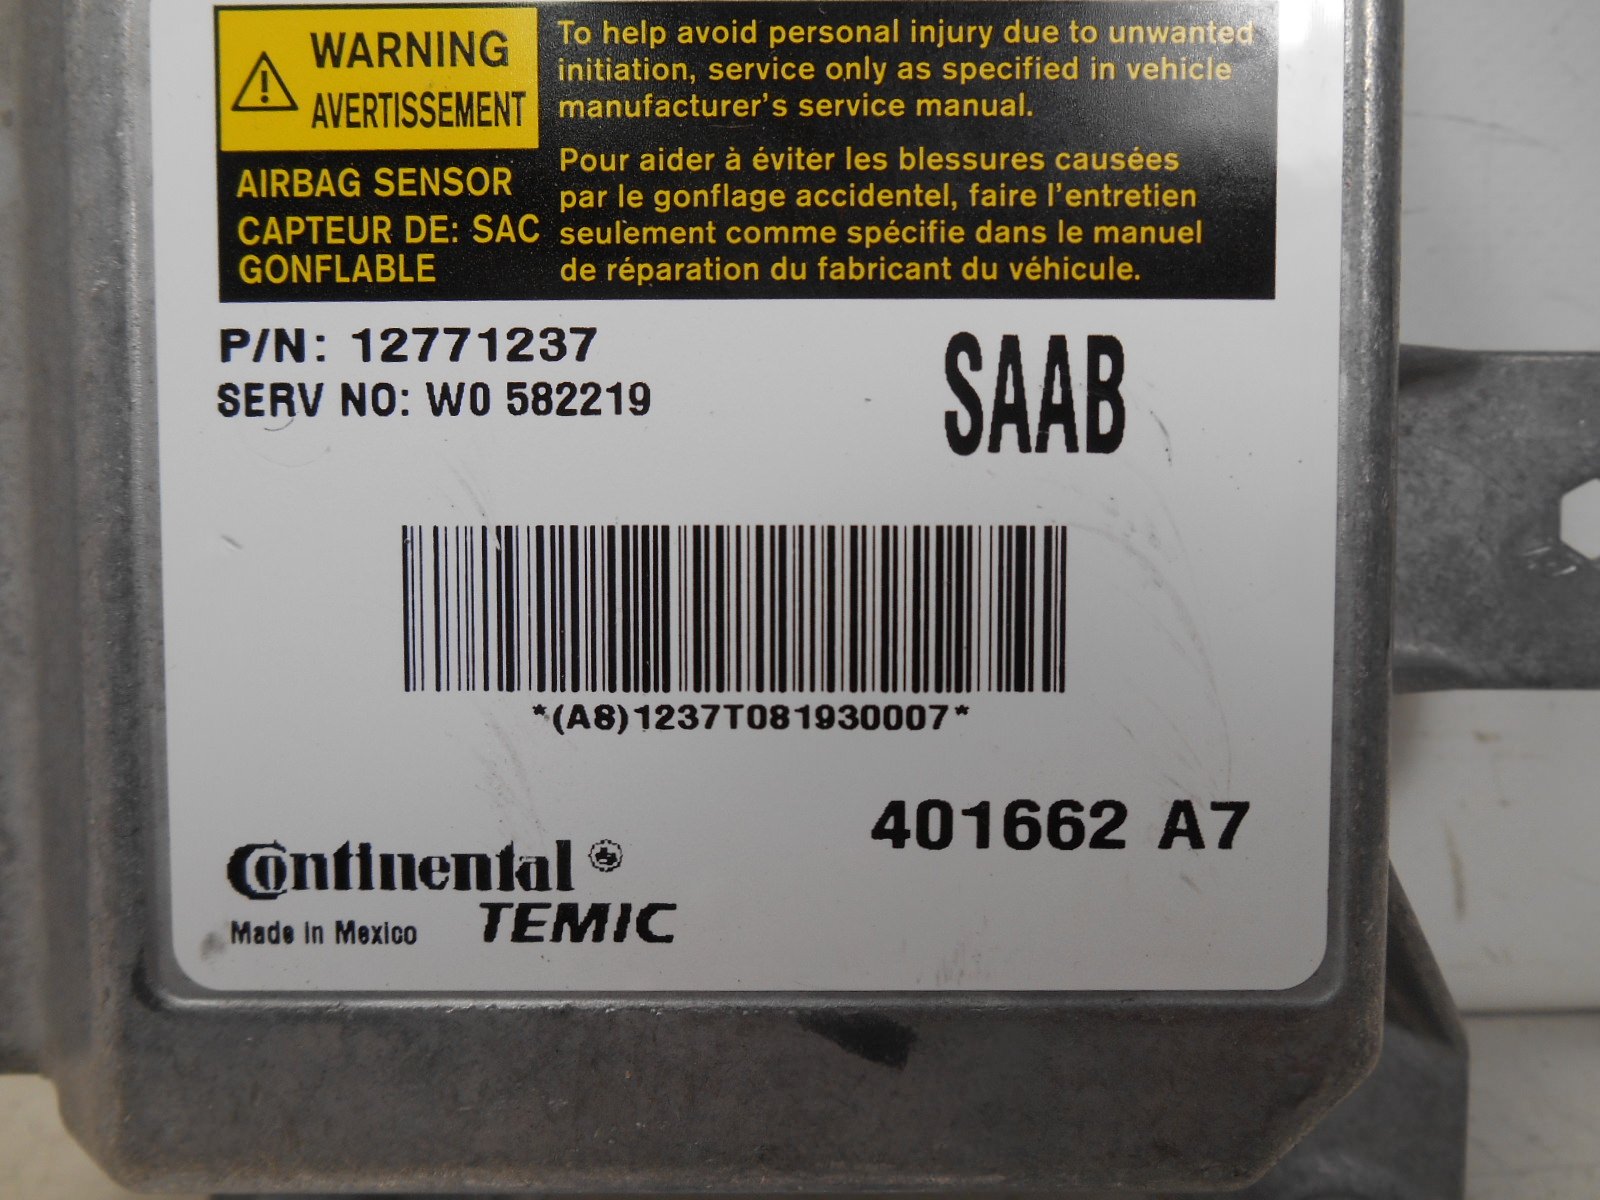 WARNING
AVERTISSEMENT
AIRBAG SENSOR
CAPTEUR DE: SAC
GONFLABLE
To help avoid personal injury due to unwanted
initiation, service only as specified in vehicle
manufacturer's service manual.
Pour aider à éviter les blessures causées
par le gonflage accidentel, faire l'entretien
seulement comme spécifie dans le manuel
de réparation du fabricant du véhicule.
P/N: 12771237
SERV NO: W0 582219
SAAB
*(A8)1237T081930007*
401662 A7
Continental
TEMIC
Made in Mexico